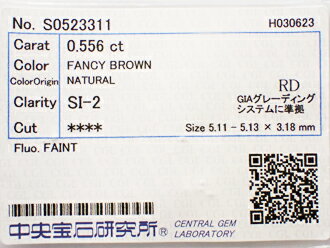 No. S0523311 H030623
Carat 0.556 ct
Color FANCY BROWN
ColorOrigin NATURAL
Clarity SI-2
RD
GIAグレーディング
システムに準拠
Cut ****
Size 5.11 - 5.13 × 3.18 mm
Fluo. FAINT
中央宝石研究所® CENTRAL GEM
LABORATORY